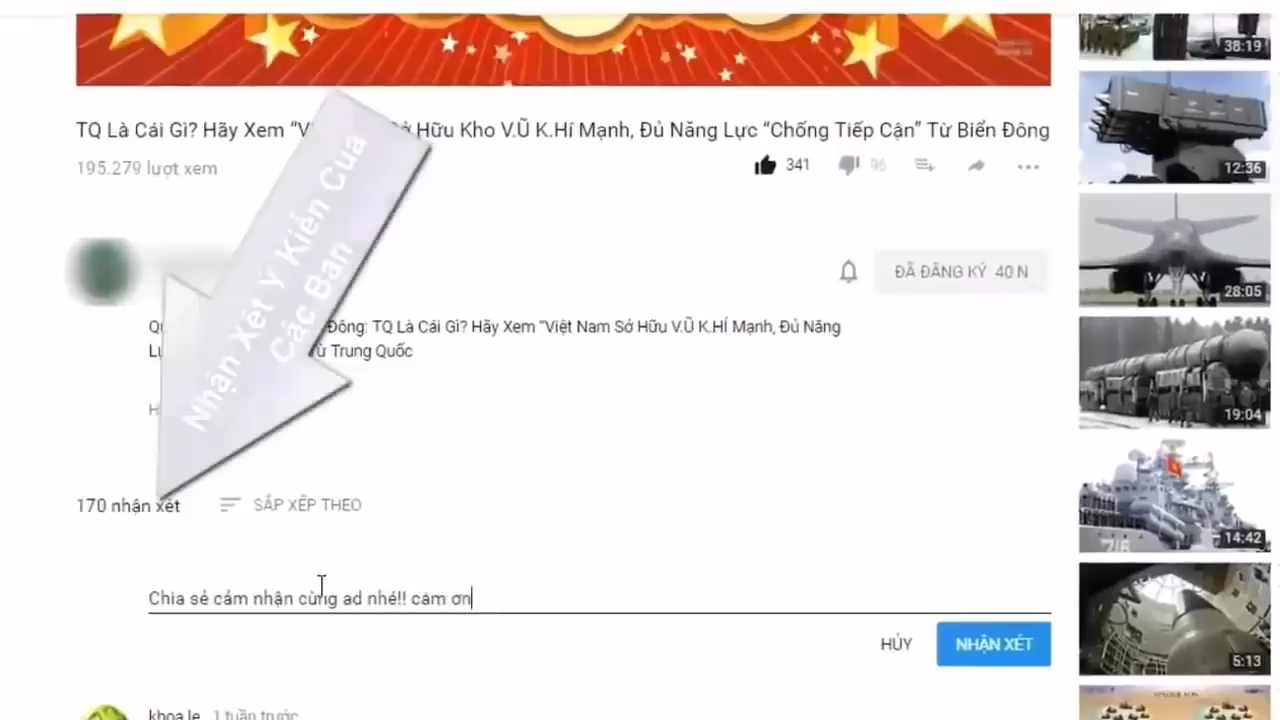 38:19
TQ Là Cái Gì? Hãy Xem “V Sở Hữu Kho V.Ũ K.Hí Mạnh, Đủ Năng Lực “Chống Tiếp Cận” Từ Biển Đông
195.279 lượt xem
341
96
12:36
Nhận Xét ý Kiến Của
Các Bạn
ĐÃ ĐĂNG KÝ 40 N
28:05
Đông: TQ Là Cái Gì? Hãy Xem "Việt Nam Sở Hữu V.Ũ K.HÍ Mạnh, Đủ Năng
Trung Quốc
19:04
170 nhận xét
SẮP XẾP THEO
716
14:42
Chia sẻ cảm nhận cùng ad nhé!! cám ơn
HỦY
NHẬN XÉT
5:13
khoa le 1 tuần trước